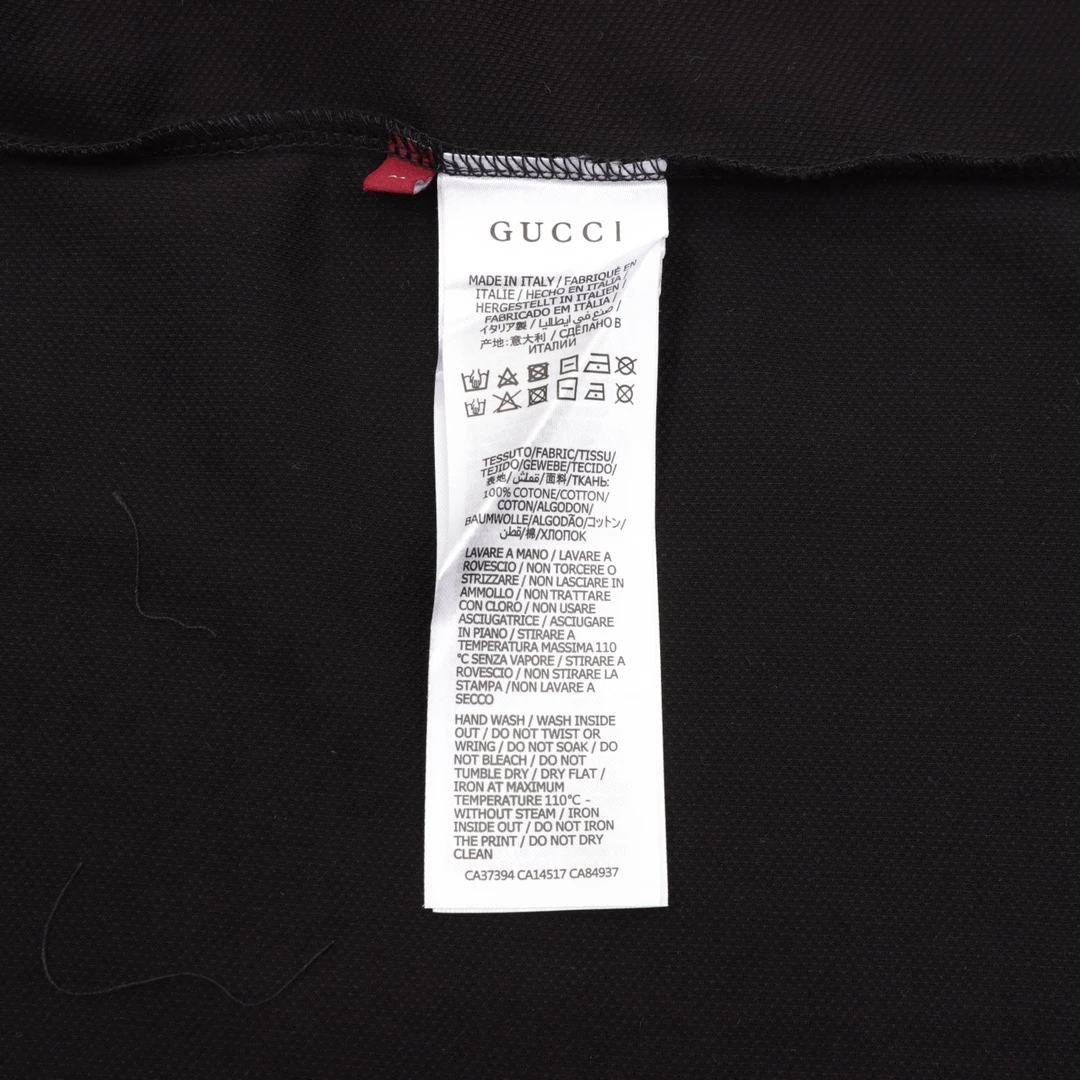 GUCCI
MADE IN ITALY / FABRIQUÉ EN
ITALIE / HECHO EN ITALIA /
HERGESTELLT IN ITALIEN /
FABRICADO EM ITÁLIA /
イタリア製 / صنع في ايطاليا /
产地: 意大利 / СДЕЛАНО В
ИТАЛИИ
TESSUTO/FABRIC/TISSU/
TEJIDO/GEWEBE/TECIDO/
表地/قماش/面料/ТКАНЬ:
100% COTONE/COTTON/
COTON/ALGODON/
BAUMWOLLE/ALGODÃO/コットン/
قطن/棉/ХЛОПОК
LAVARE A MANO / LAVARE A
ROVESCIO / NON TORCERE O
STRIZZARE / NON LASCIARE IN
AMMOLLO / NON TRATTARE
CON CLORO / NON USARE
ASCIUGATRICE / ASCIUGARE
IN PIANO / STIRARE A
TEMPERATURA MASSIMA 110
°C SENZA VAPORE / STIRARE A
ROVESCIO / NON STIRARE LA
STAMPA /NON LAVARE A
SECCO
HAND WASH / WASH INSIDE
OUT / DO NOT TWIST OR
WRING / DO NOT SOAK / DO
NOT BLEACH / DO NOT
TUMBLE DRY / DRY FLAT /
IRON AT MAXIMUM
TEMPERATURE 110°C -
WITHOUT STEAM / IRON
INSIDE OUT / DO NOT IRON
THE PRINT / DO NOT DRY
CLEAN
CA37394 CA14517 CA84937